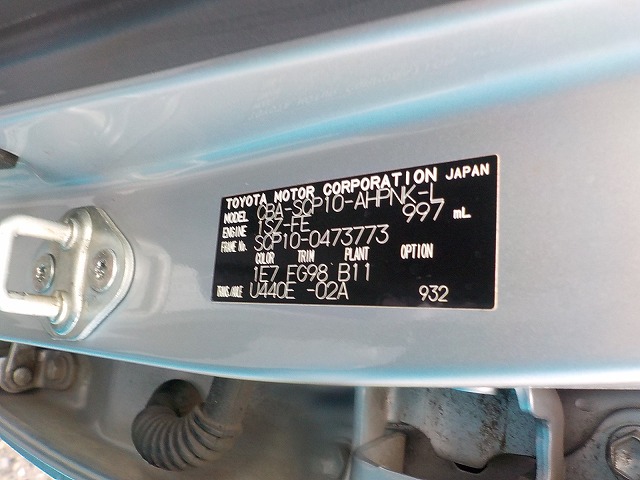 TOYOTA MOTOR CORPORATION JAPAN
MODEL CBA-SCP10-AHPNK-L
ENGINE 1SZ-FE 997 mL
FRAME No. SCP10-0473773
COLOR TRIM PLANT OPTION
1E7 FG98 B11
TRANS/AXLE U440E -02A 932